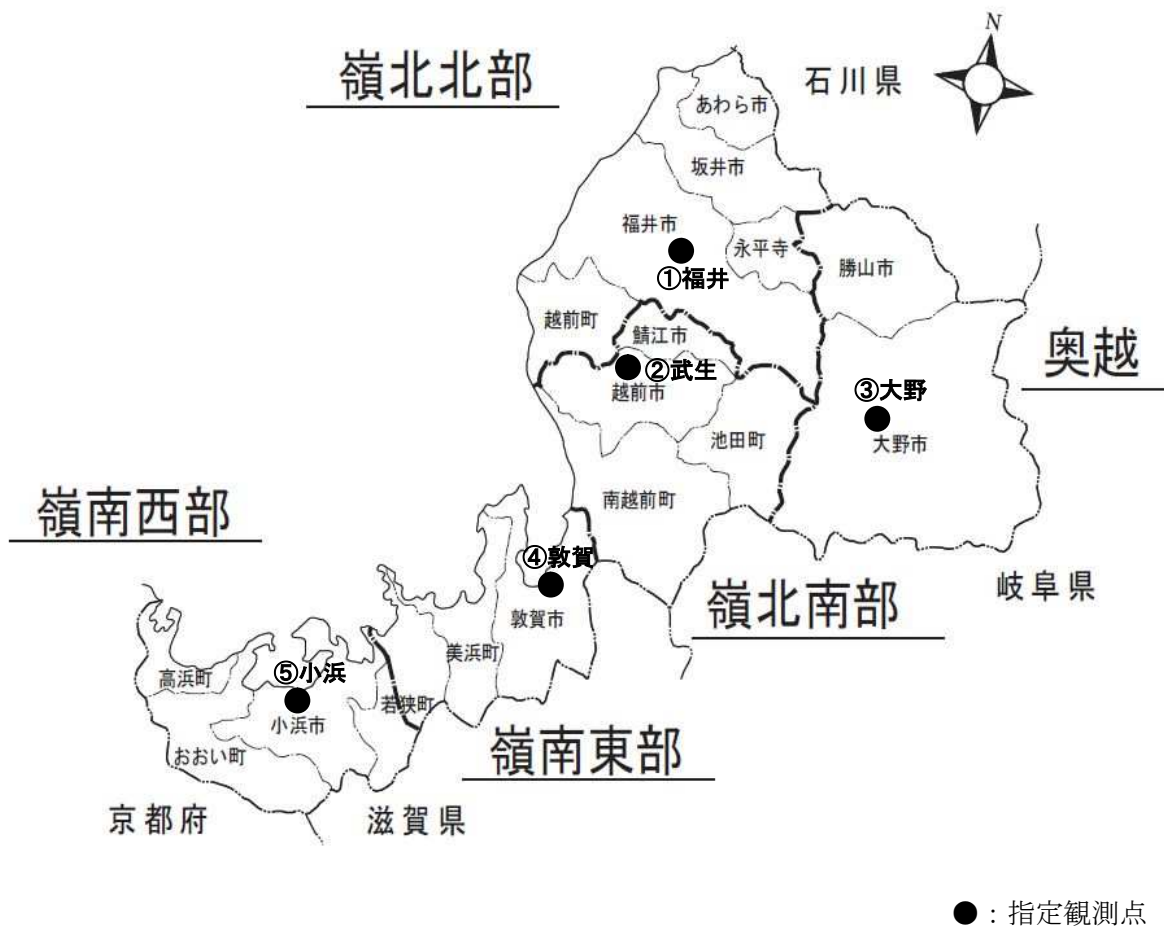 N
嶺北北部
石川県
あわら市
坂井市
福井市
永平寺
勝山市
①福井
越前町
鯖江市
奥越
②武生
越前市
③大野
池田町
大野市
嶺南西部
南越前町
④敦賀
岐阜県
嶺北南部
敦賀市
美浜町
⑤小浜
高浜町
若狭町
小浜市
おおい町
嶺南東部
京都府
滋賀県
●：指定観測点